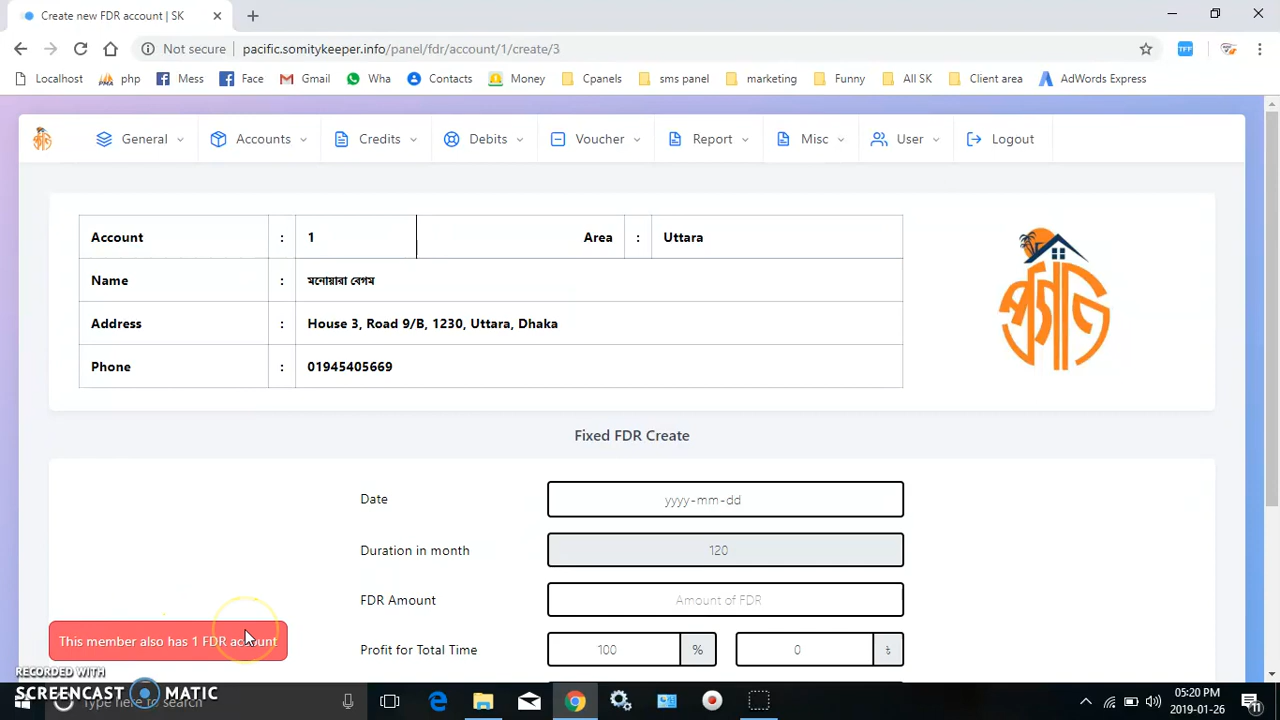 Create new FDR account | SK
Not secure | pacific.somitykeeper.info/panel/fdr/account/1/create/3
Localhost php Mess Face Gmail Wha Contacts Money Cpanels sms panel marketing Funny All SK Client area AdWords Express
General Accounts Credits Debits Voucher Report Misc User Logout
Account : 1 Area : Uttara
Name : মনোয়ারা বেগম
Address : House 3, Road 9/B, 1230, Uttara, Dhaka
Phone : 01945405669
Fixed FDR Create
Date yyyy-mm-dd
Duration in month 120
FDR Amount Amount of FDR
This member also has 1 FDR account
Profit for Total Time 100 % 0 ৳
RECORDED WITH
SCREENCAST MATIC
Type here to search
05:20 PM
2019-01-26
11